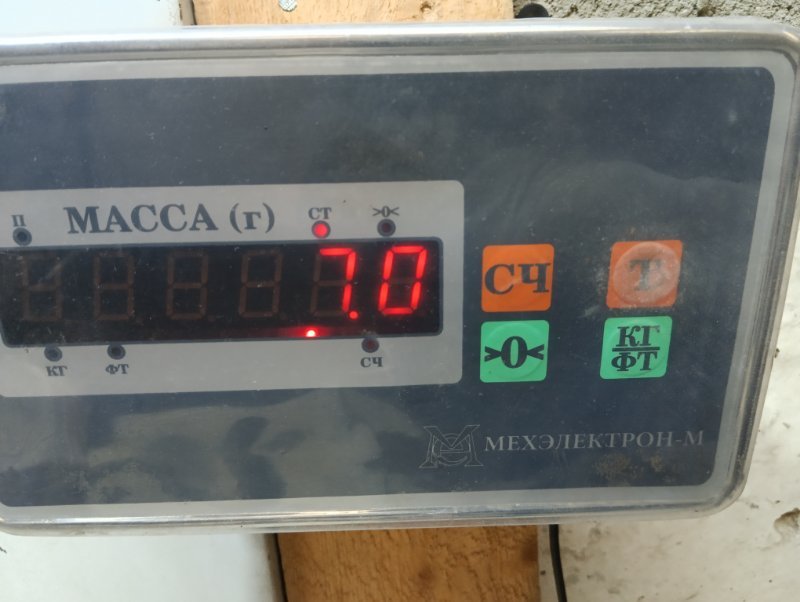 П МАССА (г) СТ >0<
7.0
КГ ФТ СЧ
СЧ Т
>0< КГ
ФТ
МЕХЭЛЕКТРОН-М